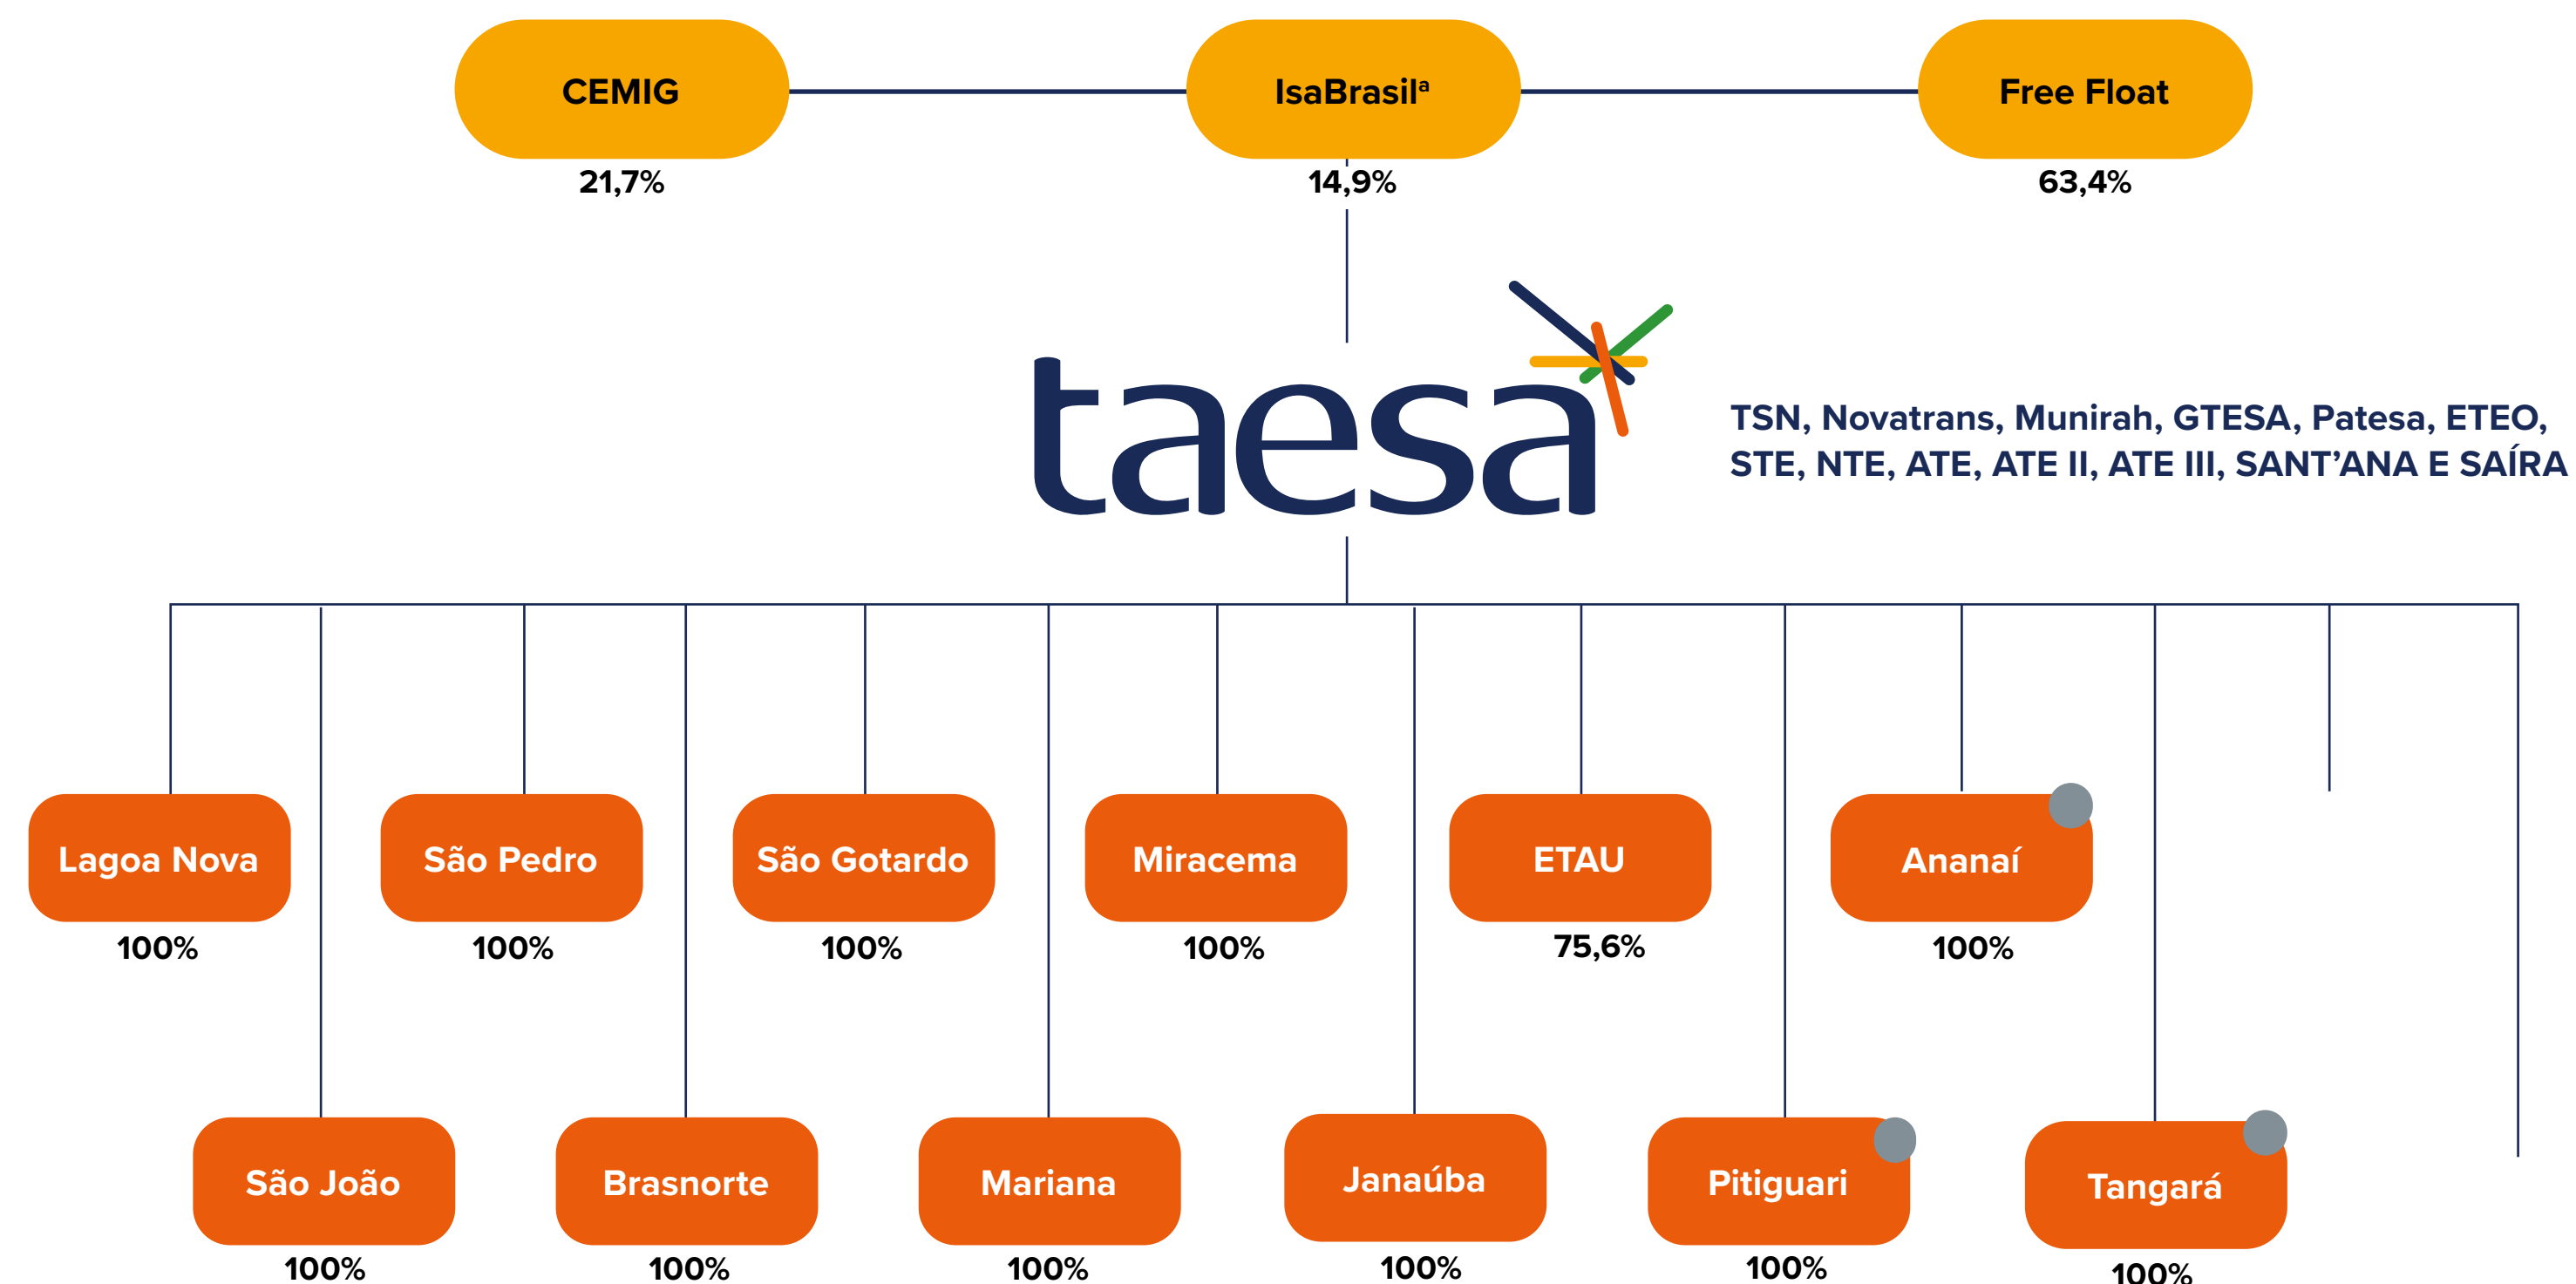 CEMIG
IsaBrasilª
Free Float
21,7%
14,9%
63,4%
taesa
TSN, Novatrans, Munirah, GTESA, Patesa, ETEO,
STE, NTE, ATE, ATE II, ATE III, SANT’ANA E SAÍRA
Lagoa Nova
São Pedro
São Gotardo
Miracema
ETAU
Ananaí
100%
100%
100%
100%
75,6%
100%
São João
Brasnorte
Mariana
Janaúba
Pitiguari
Tangará
100%
100%
100%
100%
100%
100%